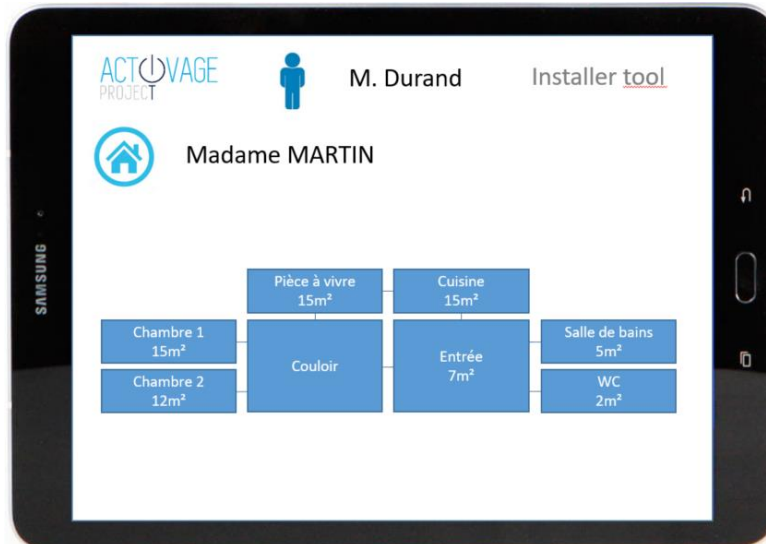 ACTIVAGE
PROJECT
M. Durand
Installer tool
Madame MARTIN
SAMSUNG
Pièce à vivre
15m²
Cuisine
15m²
Chambre 1
15m²
Couloir
Entrée
7m²
Salle de bains
5m²
Chambre 2
12m²
WC
2m²